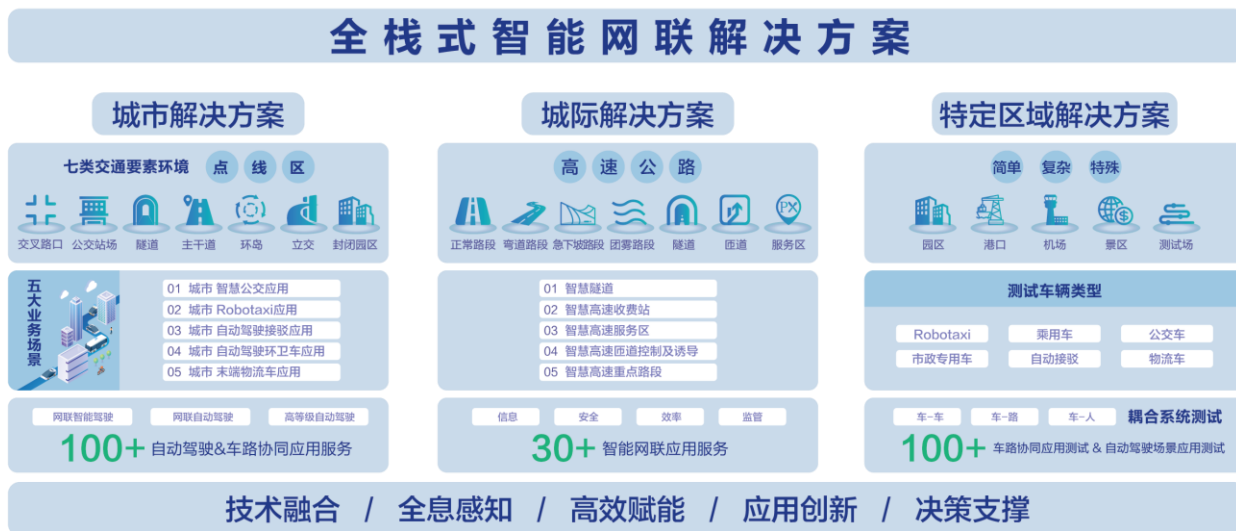 全栈式智能网联解决方案
城市解决方案
七类交通要素环境 点 线 区
交叉路口 公交站场 隧道 主干道 环岛 立交 封闭园区
五大业务场景
01 城市 智慧公交应用
02 城市 Robotaxi应用
03 城市 自动驾驶接驳应用
04 城市 自动驾驶环卫车应用
05 城市 末端物流车应用
网联智能驾驶 网联自动驾驶 高等级自动驾驶
100+ 自动驾驶&车路协同应用服务
城际解决方案
高 速 公 路
PX
正常路段 弯道路段 急下坡路段 团雾路段 隧道 匝道 服务区
01 智慧隧道
02 智慧高速收费站
03 智慧高速服务区
04 智慧高速匝道控制及诱导
05 智慧高速重点路段
信息 安全 效率 监管
30+ 智能网联应用服务
特定区域解决方案
简单 复杂 特殊
园区 港口 机场 景区 测试场
测试车辆类型
Robotaxi 乘用车 公交车
市政专用车 自动接驳 物流车
车-车 车-路 车-人 耦合系统测试
100+ 车路协同应用测试 & 自动驾驶场景应用测试
技术融合 / 全息感知 / 高效赋能 / 应用创新 / 决策支撑